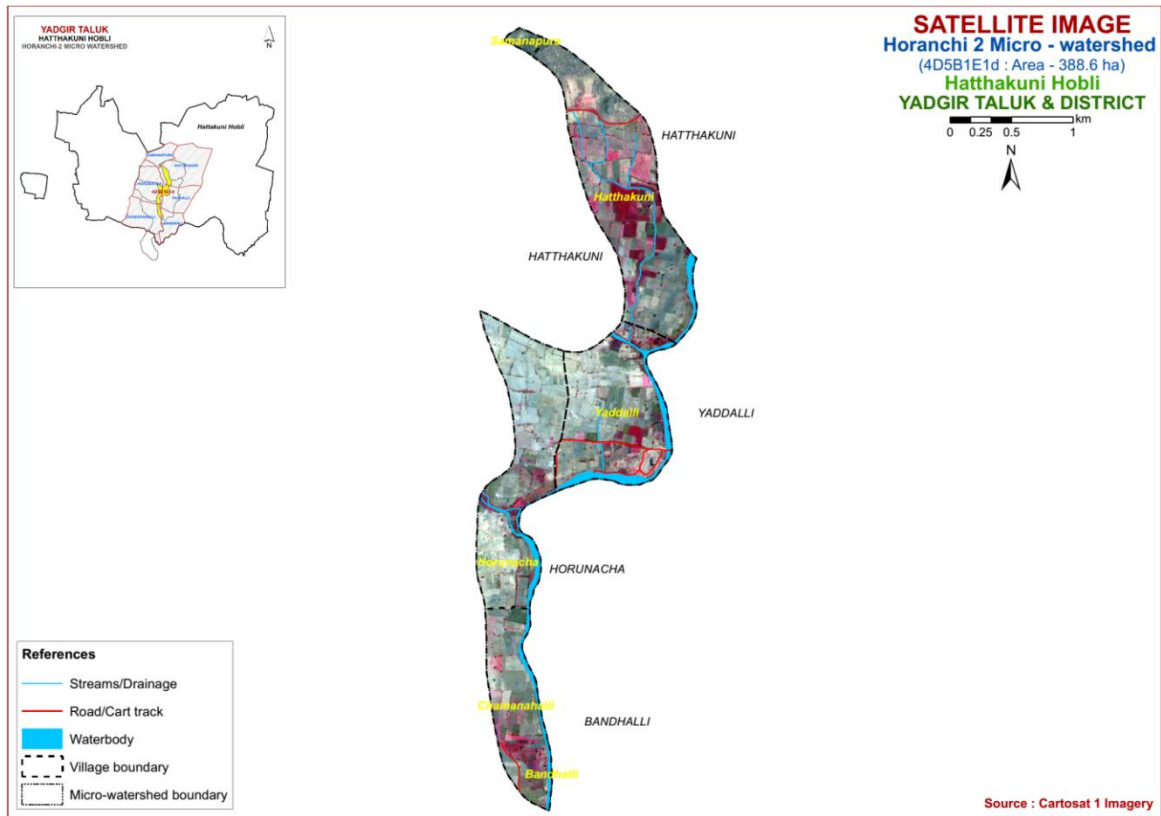 YADGIR TALUK
HATTHAKUNI HOBLI
HORANCHI-2 MICRO WATERSHED
N
Hattakuni Hobli
SATELLITE IMAGE
Horanchi 2 Micro - watershed
(4D5B1E1d : Area - 388.6 ha)
Hatthakuni Hobli
YADGIR TALUK & DISTRICT
km
0 0.25 0.5 1
N
Samanapura
HATTHAKUNI
Hatthakuni
HATTHAKUNI
Yaddalli
YADDALLI
HORUNACHA
Chamanahalli
BANDHALLI
Bandhalli
References
Streams/Drainage
Road/Cart track
Waterbody
Village boundary
Micro-watershed boundary
Source : Cartosat 1 Imagery